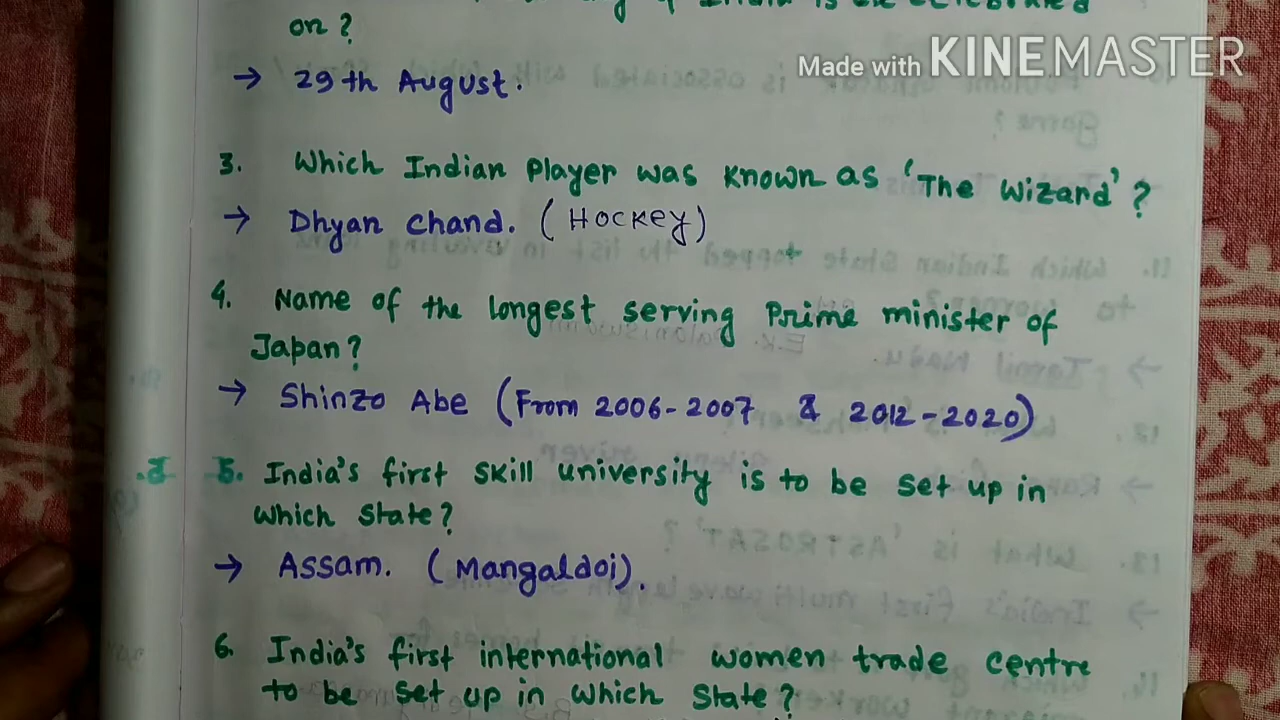 Made with KINEMASTER
on?
→ 29th August.
3. Which Indian Player was known as 'The Wizard'?
→ Dhyan Chand. (Hockey)
4. Name of the longest serving Prime minister of
Japan?
→ Shinzo Abe (From 2006-2007 & 2012-2020)
5. India's first skill university is to be set up in
which State?
→ Assam. (Mangaldoi).
6. India's first international women trade centre
to be set up in which State?